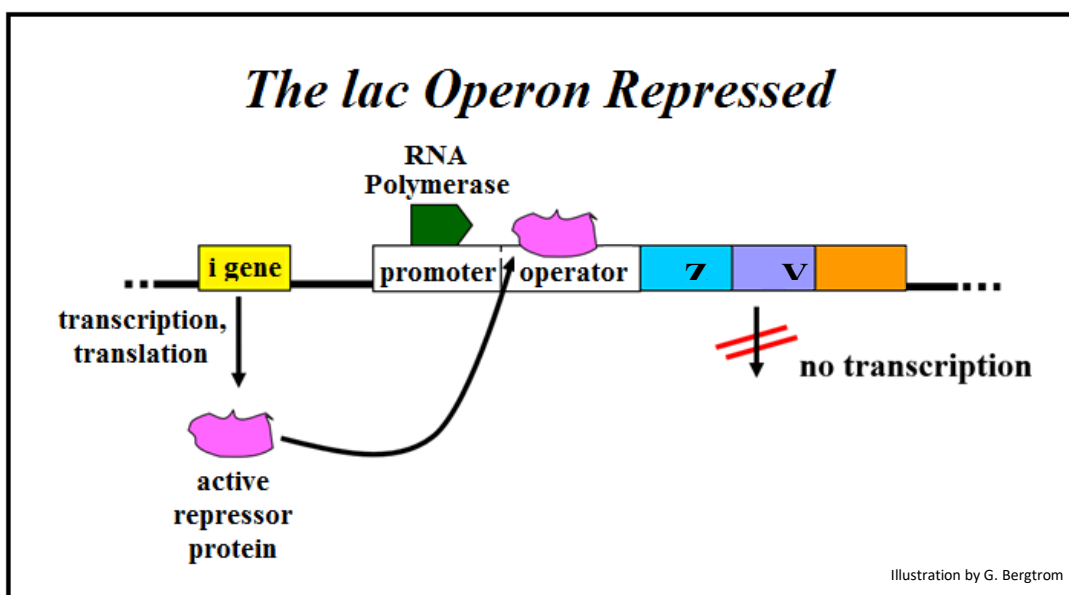 The lac Operon Repressed
RNA
Polymerase
i gene
promoter
operator
z
v
transcription,
translation
no transcription
active
repressor
protein
Illustration by G. Bergtrom